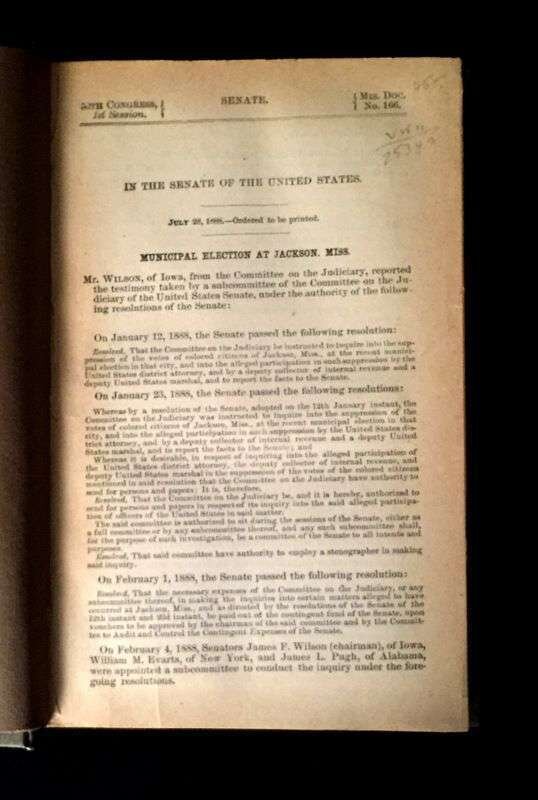 50TH CONGRESS, SENATE. MIS. DOC.
1st Session. No. 166.
IN THE SENATE OF THE UNITED STATES.
JULY 28, 1888.—Ordered to be printed.
MUNICIPAL ELECTION AT JACKSON, MISS.
Mr. WILSON, of Iowa, from the Committee on the Judiciary, reported
the testimony taken by a subcommittee of the Committee on the Ju-
diciary of the United States Senate, under the authority of the follow-
ing resolutions of the Senate:
On January 12, 1888, the Senate passed the following resolution:
Resolved, That the Committee on the Judiciary be instructed to inquire into the sup-
pression of the votes of colored citizens of Jackson, Miss., at the recent munici-
pal election in that city, and into the alleged participation in such suppression by the
United States district attorney, and by a deputy collector of internal revenue and a
deputy United States marshal, and to report the facts to the Senate.
On January 23, 1888, the Senate passed the following resolutions:
Whereas by a resolution of the Senate, adopted on the 12th January instant, the
Committee on the Judiciary was instructed to inquire into the suppression of the
votes of colored citizens of Jackson, Miss., at the recent municipal election in that
city, and into the alleged participation in such suppression by the United States dis-
trict attorney, and by a deputy collector of internal revenue and a deputy United
States marshal, and to report the facts to the Senate; and
Whereas it is desirable, in respect of inquiring into the alleged participation of
the United States district attorney, the deputy collector of internal revenue, and
deputy United States marshal in the suppression of the votes of the colored citizens
mentioned in said resolution that the Committee on the Judiciary have authority to
send for persons and papers: It is, therefore,
Resolved, That the Committee on the Judiciary be, and it is hereby, authorized to
send for persons and papers in respect of its inquiry into the said alleged participa-
tion of officers of the United States in said matter.
The said committee is authorized to sit during the sessions of the Senate, either as
a full committee or by any subcommittee thereof, and any such subcommittee shall,
for the purpose of such investigation, be a committee of the Senate to all intents and
purposes.
Resolved, That said committee have authority to employ a stenographer in making
said inquiry.
On February 1, 1888, the Senate passed the following resolution:
Resolved, That the necessary expenses of the Committee on the Judiciary, or any
subcommittee thereof, in making the inquiries into certain matters alleged to have
occurred at Jackson, Miss., and as directed by the resolutions of the Senate of the
12th instant and 23d instant, be paid out of the contingent fund of the Senate, upon
vouchers to be approved by the chairman of the said committee and by the Commit-
tee to Audit and Control the Contingent Expenses of the Senate.
On February 4, 1888, Senators James F. Wilson (chairman), of Iowa,
William M. Evarts, of New York, and James L. Pugh, of Alabama,
were appointed a subcommittee to conduct the inquiry under the fore-
going resolutions.